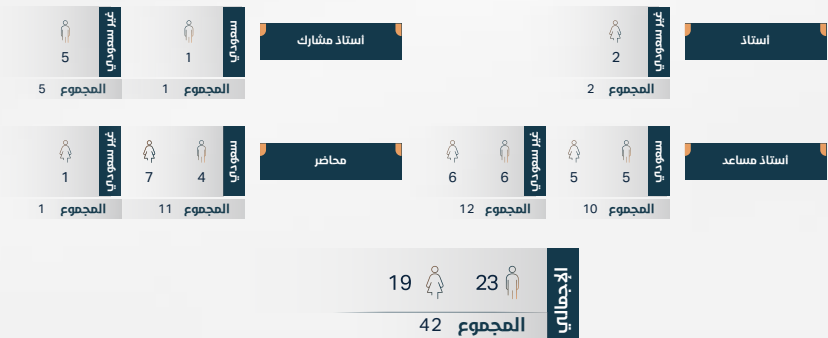 استاذ
غير سعودي
2
المجموع 2
استاذ مشارك
سعودي
1
المجموع 1
غير سعودي
5
المجموع 5
استاذ مساعد
سعودي
5 5
المجموع 10
غير سعودي
6 6
المجموع 12
محاضر
سعودي
4 7
المجموع 11
غير سعودي
1
المجموع 1
الإجمالي
23 19
المجموع 42